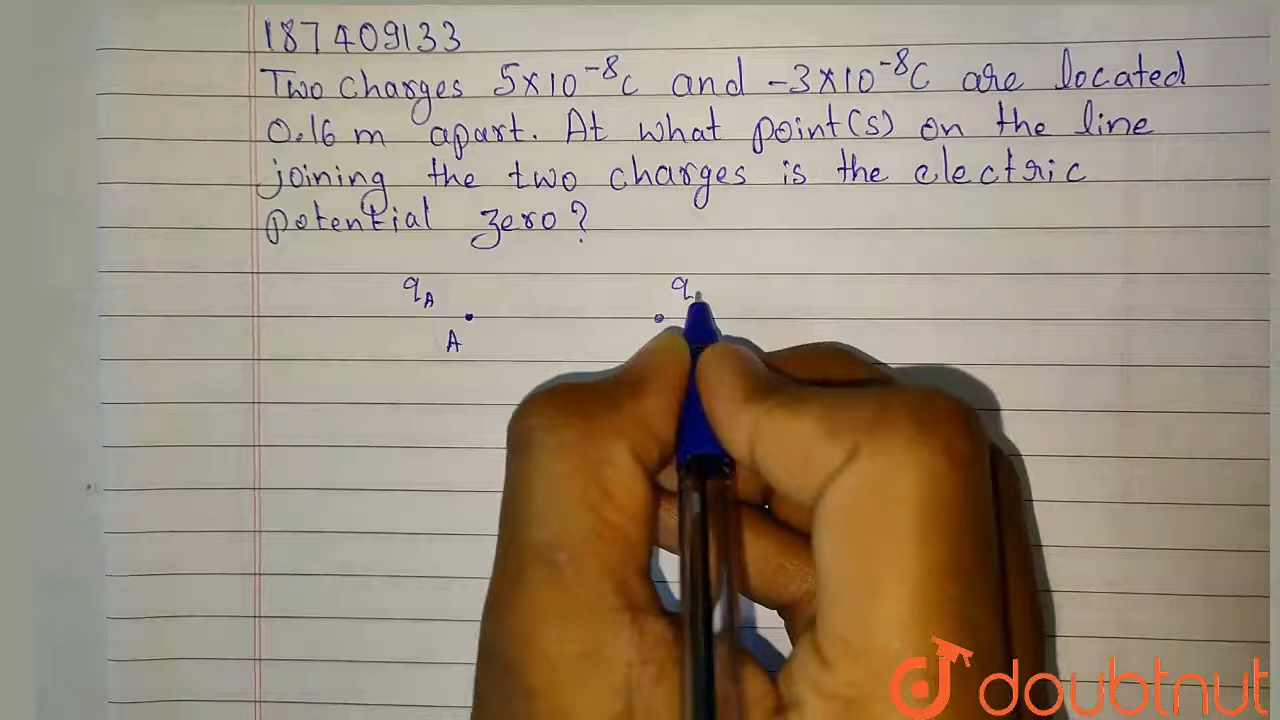 187409133
Two charges 5×10⁻⁸C and -3×10⁻⁸C are located
0.16 m apart. At what point(s) on the line
joining the two charges is the electric
potential zero?
qA q
A
doubtnut